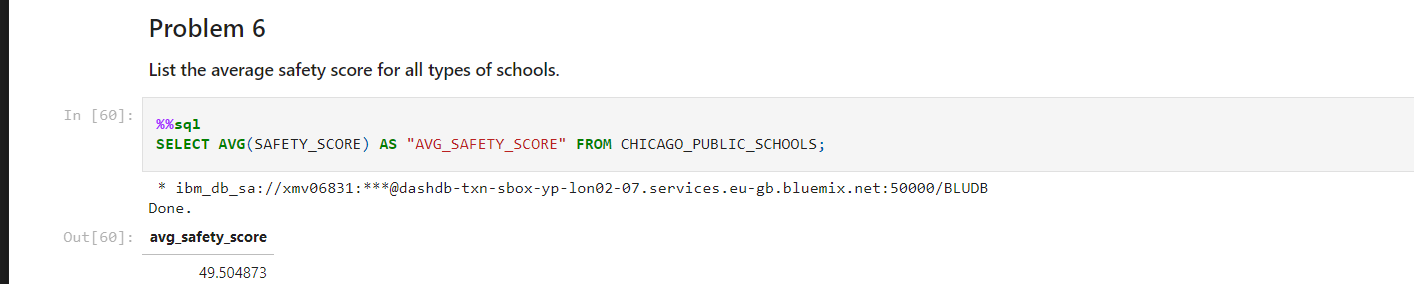 Problem 6
List the average safety score for all types of schools.
In [60]:
%%sql
SELECT AVG(SAFETY_SCORE) AS "AVG_SAFETY_SCORE" FROM CHICAGO_PUBLIC_SCHOOLS;
* ibm_db_sa://xmv06831:***@dashdb-txn-sbox-yp-lon02-07.services.eu-gb.bluemix.net:50000/BLUDB
Done.
Out[60]: avg_safety_score
49.504873